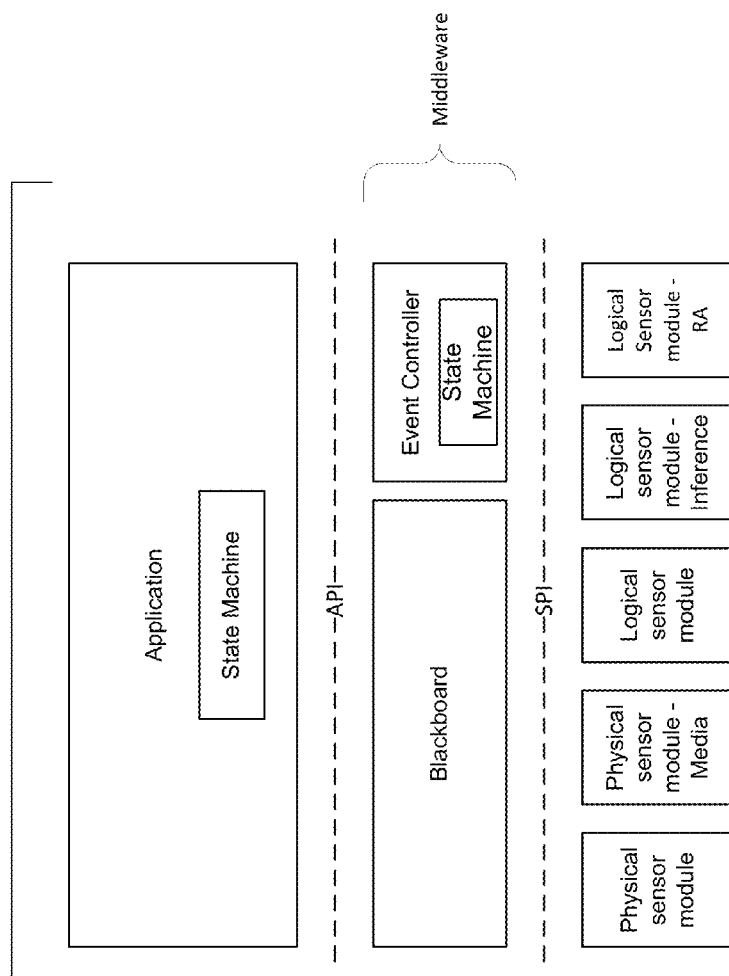 Application
State Machine
API
Middleware
Blackboard
Event Controller
State
Machine
SPI
Physical
sensor
module
Physical
sensor
module -
Media
Logical
sensor
module
Logical
sensor
module -
Inference
Logical
Sensor
module -
RA